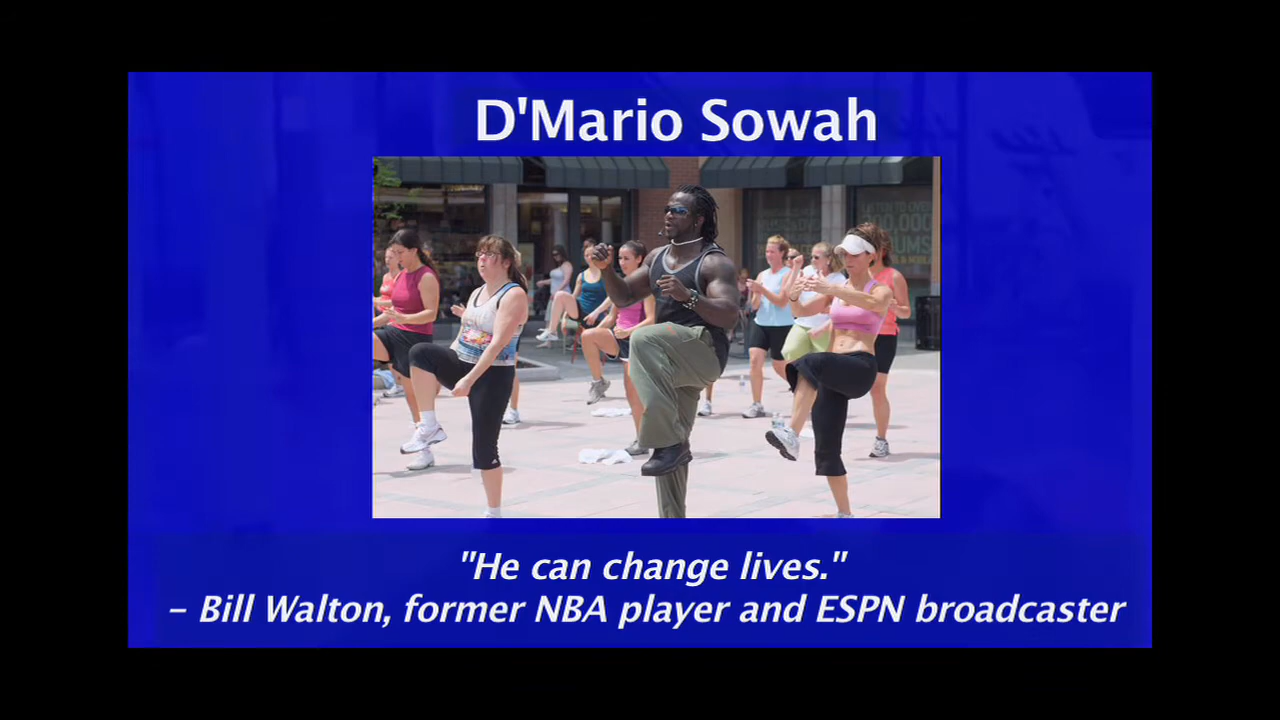 D'Mario Sowah
"He can change lives."
– Bill Walton, former NBA player and ESPN broadcaster